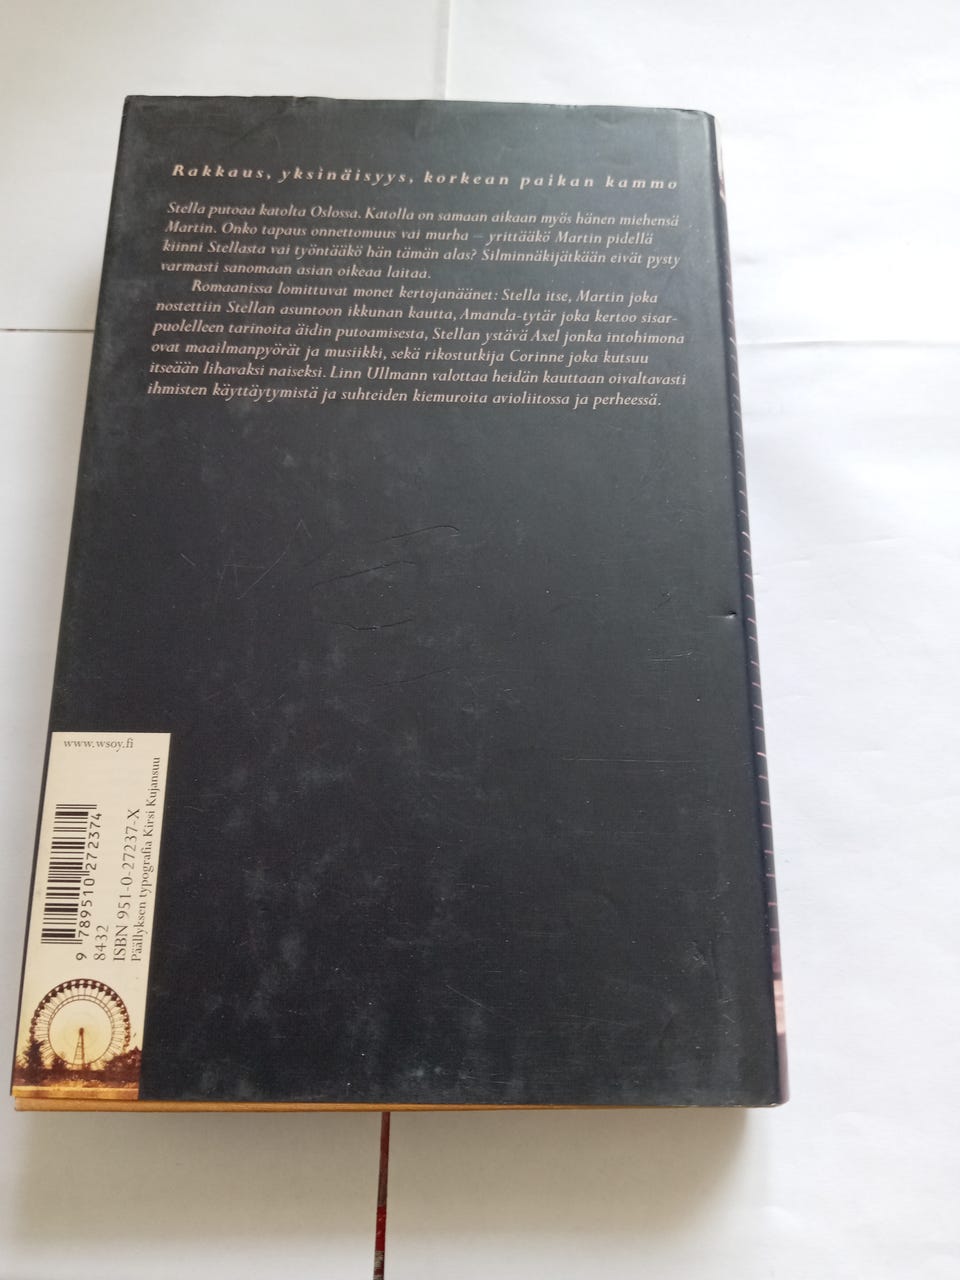 Rakkaus, yksinäisyys, korkean paikan kammo
Stella putoaa katolta Oslossa. Katolla on samaan aikaan myös hänen miehensä
Martin. Onko tapaus onnettomuus vai murha – yrittääkö Martin pidellä
kiinni Stellasta vai työntääkö hän tämän alas? Silminnäkijätkään eivät pysty
varmasti sanomaan asian oikeaa laitaa.
Romaanissa lomittuvat monet kertojanäänet: Stella itse, Martin joka
nostettiin Stellan asuntoon ikkunan kautta, Amanda-tytär joka kertoo sisar-
puolelleen tarinoita äidin putoamisesta, Stellan ystävä Axel jonka intohimona
ovat maailmanpyörät ja musiikki, sekä rikostutkija Corinne joka kutsuu
itseään lihavaksi naiseksi. Linn Ullmann valottaa heidän kauttaan oivaltavasti
ihmisten käyttäytymistä ja suhteiden kiemuroita avioliitossa ja perheessä.
www.wsoy.fi
9 789510 272374
84.32
ISBN 951-0-27237-X
Päällyksen typografia Kirsi Kujansuu